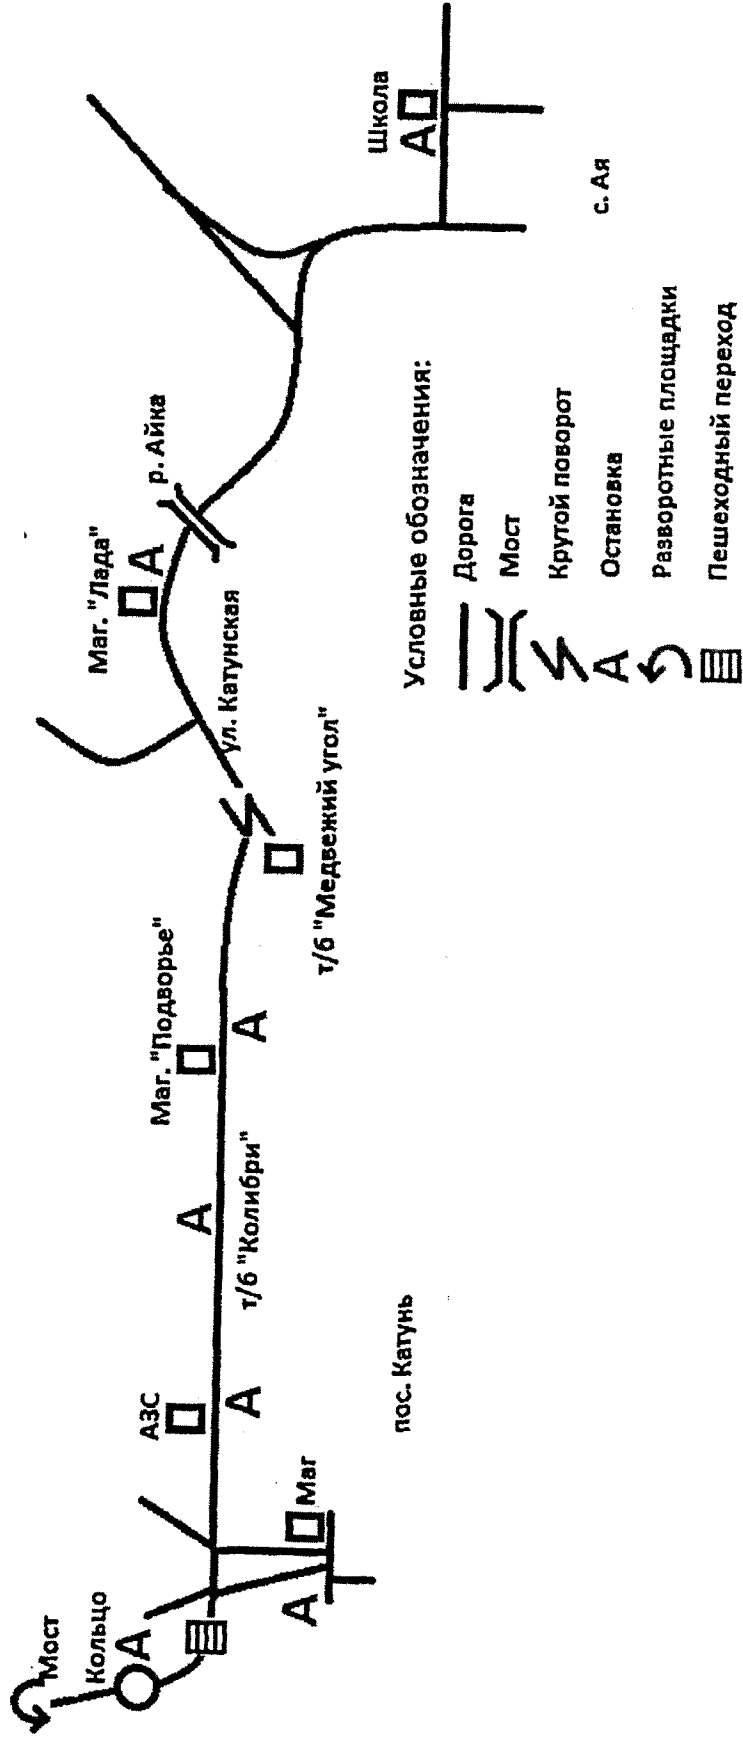 Мост
Кольцо
А
А
Маг
АЗС
А
пос. Катунь
А
т/б "Колибри"
Маг. "Подворье"
А
т/б "Медвежий угол"
ул. Катунская
Маг. "Лада"
А
р. Айка
Школа
А
с. Ая
Условные обозначения:
Дорога
Мост
Крутой поворот
А Остановка
Разворотные площадки
Пешеходный переход